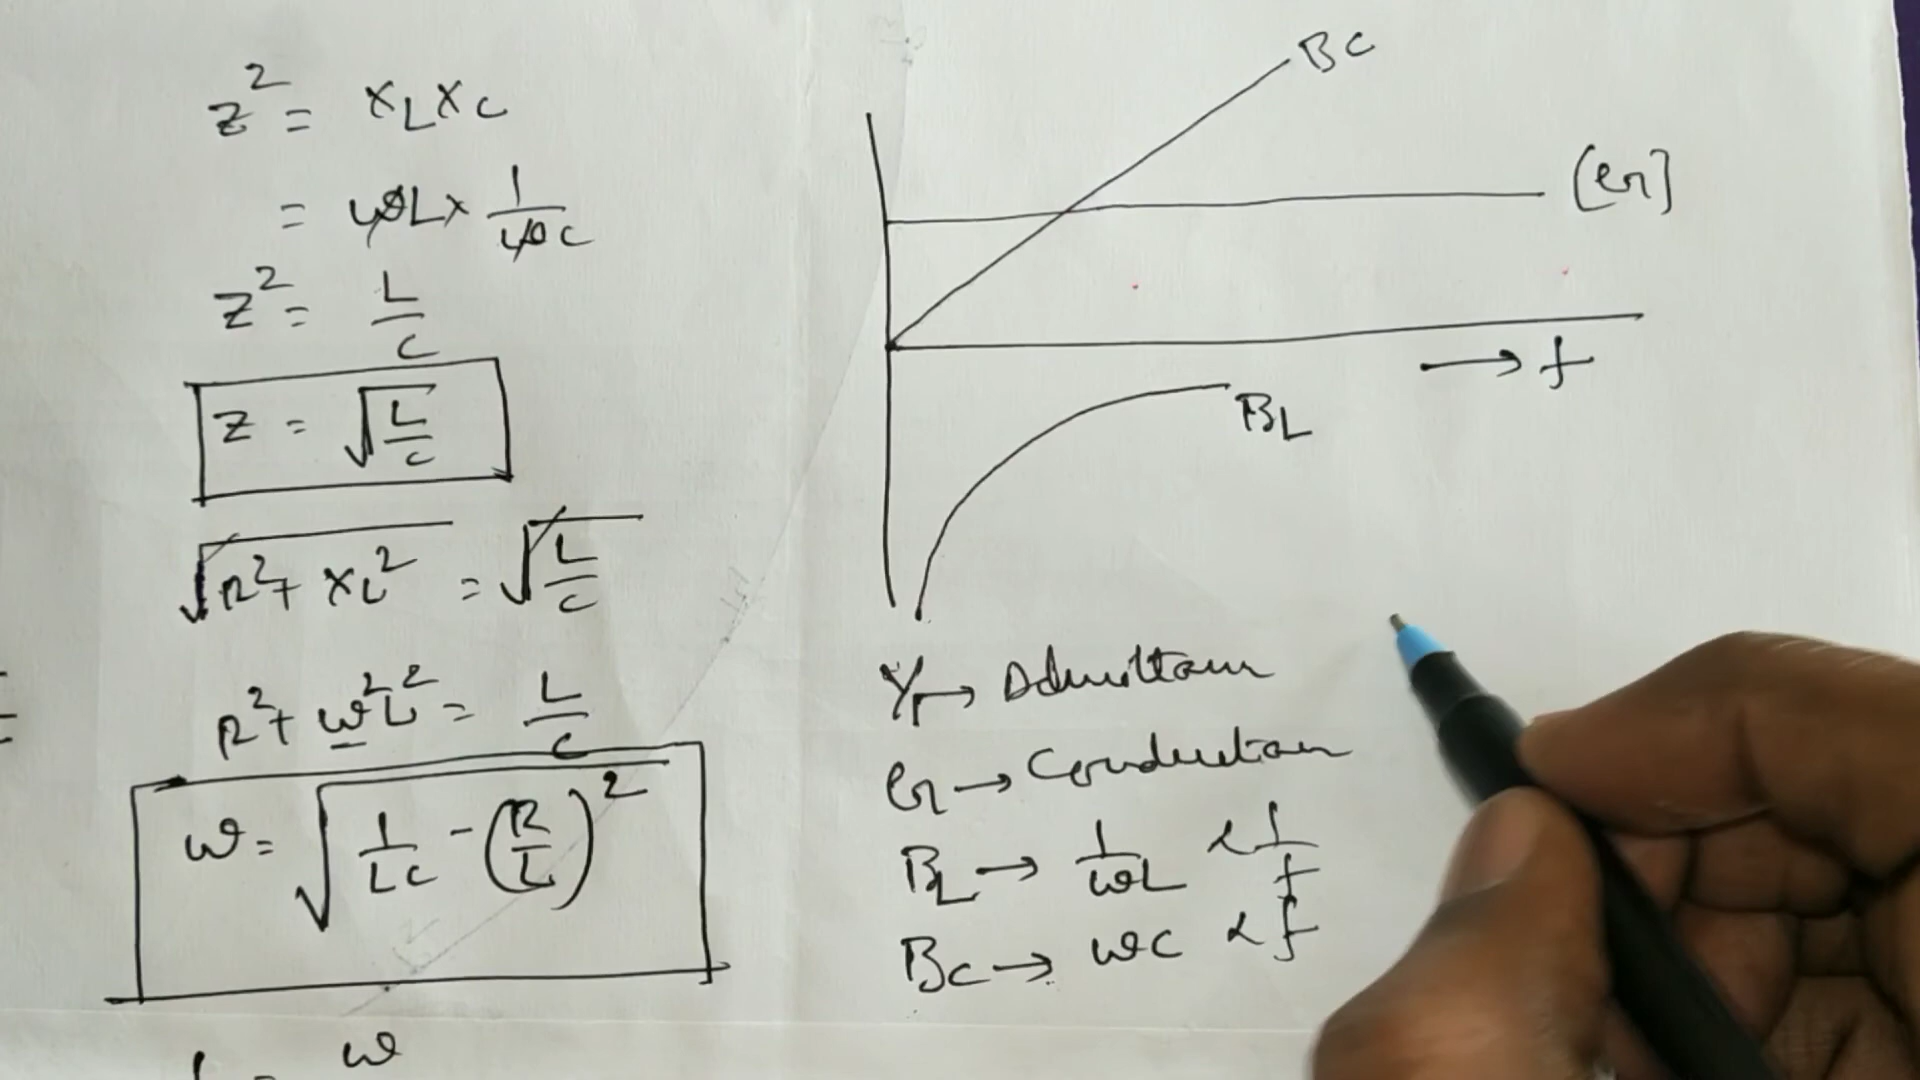 Z² = XL XC
= ωL × 1/ωC
Z² = L/C
Z = √(L/C)
√(R² + XL²) = √(L/C)
R² + ω²L² = L/C
ω = √(1/LC - (R/L)²)
ω
BC
(G)
→ f
BL
Y → Admittance
G → Conductance
BL → 1/ωL ∝ 1/f
BC → ωC ∝ f